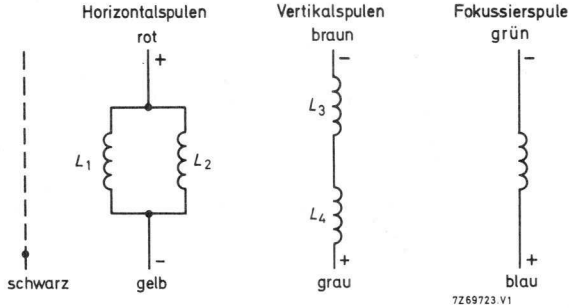 Horizontalspulen
rot
+
L1
L2
−
gelb
schwarz
Vertikalspulen
braun
−
L3
L4
+
grau
Fokussierspule
grün
−
+
blau
7Z69723.V1